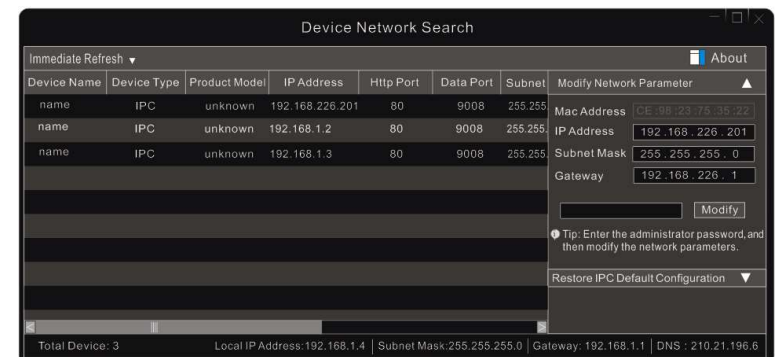 Device Network Search
Immediate Refresh
About
Device Name Device Type Product Model IP Address Http Port Data Port Subnet
name IPC unknown 192.168.226.201 80 9008 255.255
name IPC unknown 192.168.1.2 80 9008 255.255.
name IPC unknown 192.168.1.3 80 9008 255.255.
Modify Network Parameter
Mac Address CE :98 :23 :75 :35 :22
IP Address 192 .168 . 226 . 201
Subnet Mask 255 . 255 . 255 . 0
Gateway 192 .168 . 226 . 1
Modify
Tip: Enter the administrator password, and
then modify the network parameters.
Restore IPC Default Configuration
Total Device: 3 Local IP Address:192.168.1.4 Subnet Mask:255.255.255.0 Gateway: 192.168.1.1 DNS : 210.21.196.6